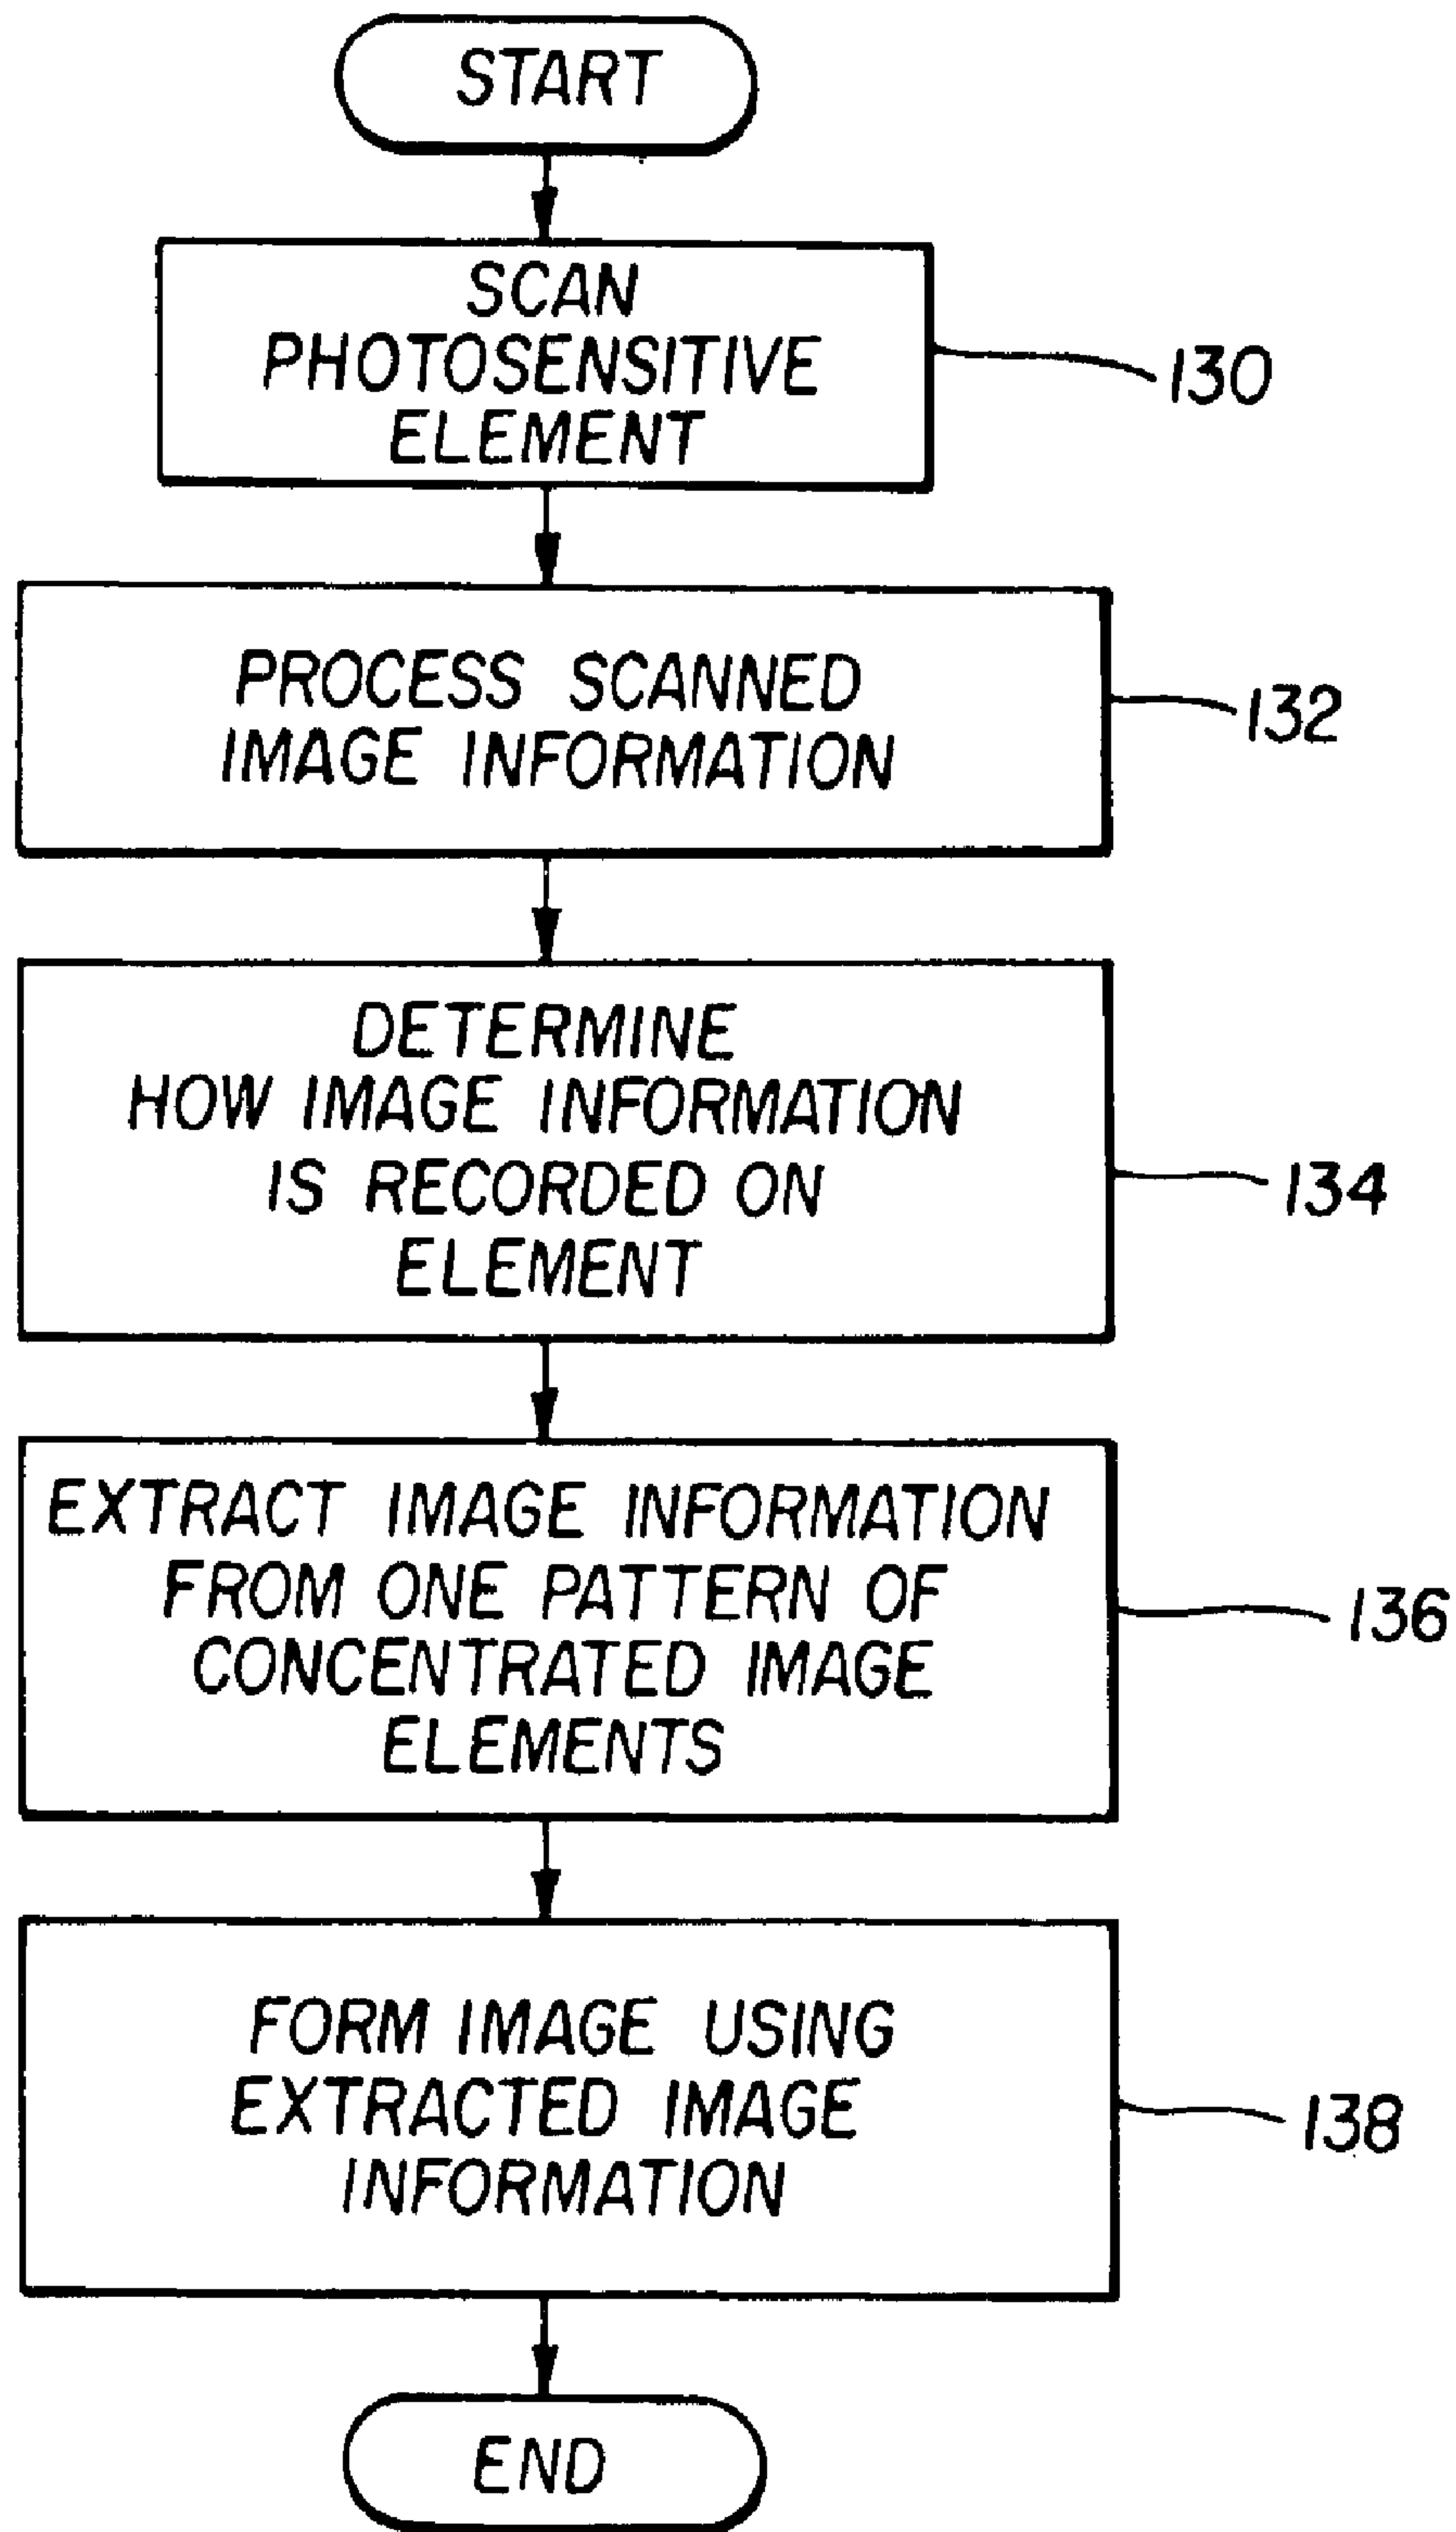 START
SCAN
PHOTOSENSITIVE
ELEMENT
130
PROCESS SCANNED
IMAGE INFORMATION
132
DETERMINE
HOW IMAGE INFORMATION
IS RECORDED ON
ELEMENT
134
EXTRACT IMAGE INFORMATION
FROM ONE PATTERN OF
CONCENTRATED IMAGE
ELEMENTS
136
FORM IMAGE USING
EXTRACTED IMAGE
INFORMATION
138
END